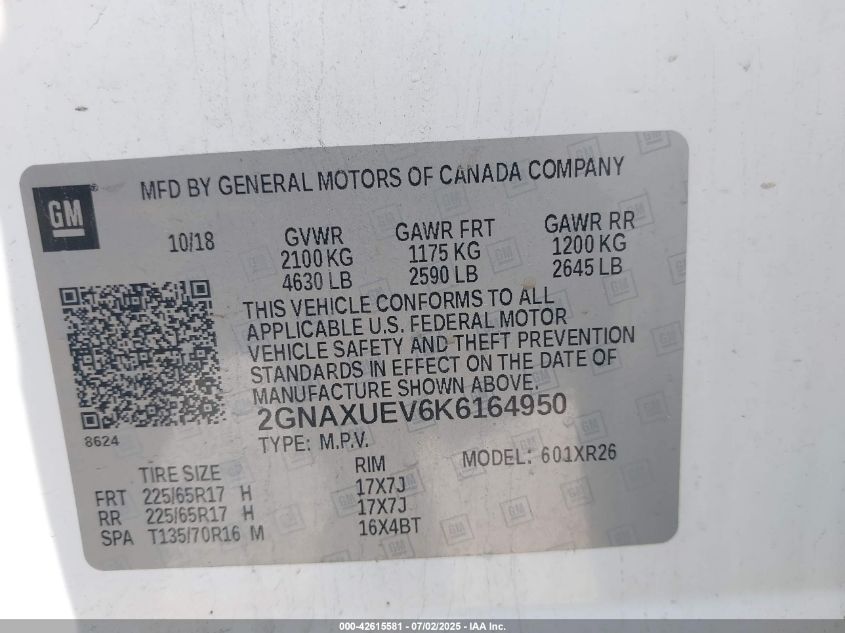 GM
MFD BY GENERAL MOTORS OF CANADA COMPANY
10/18
GVWR
2100 KG
4630 LB
GAWR FRT
1175 KG
2590 LB
GAWR RR
1200 KG
2645 LB
THIS VEHICLE CONFORMS TO ALL
APPLICABLE U.S. FEDERAL MOTOR
VEHICLE SAFETY AND THEFT PREVENTION
STANDARDS IN EFFECT ON THE DATE OF
MANUFACTURE SHOWN ABOVE.
2GNAXUEV6K6164950
8624
TYPE: M.P.V.
MODEL: 601XR26
TIRE SIZE RIM
FRT 225/65R17 H 17X7J
RR 225/65R17 H 17X7J
SPA T135/70R16 M 16X4BT
000-42615581 - 07/02/2025 - IAA Inc.